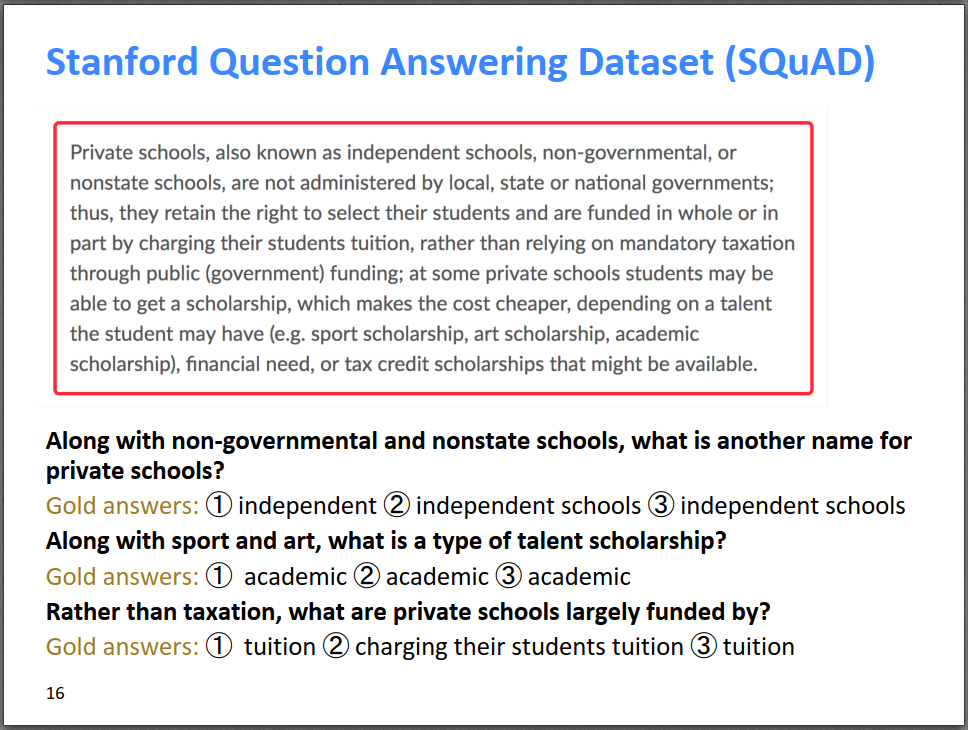 Stanford Question Answering Dataset (SQuAD)
Private schools, also known as independent schools, non-governmental, or
nonstate schools, are not administered by local, state or national governments;
thus, they retain the right to select their students and are funded in whole or in
part by charging their students tuition, rather than relying on mandatory taxation
through public (government) funding; at some private schools students may be
able to get a scholarship, which makes the cost cheaper, depending on a talent
the student may have (e.g. sport scholarship, art scholarship, academic
scholarship), financial need, or tax credit scholarships that might be available.
Along with non-governmental and nonstate schools, what is another name for
private schools?
Gold answers: ① independent ② independent schools ③ independent schools
Along with sport and art, what is a type of talent scholarship?
Gold answers: ① academic ② academic ③ academic
Rather than taxation, what are private schools largely funded by?
Gold answers: ① tuition ② charging their students tuition ③ tuition
16